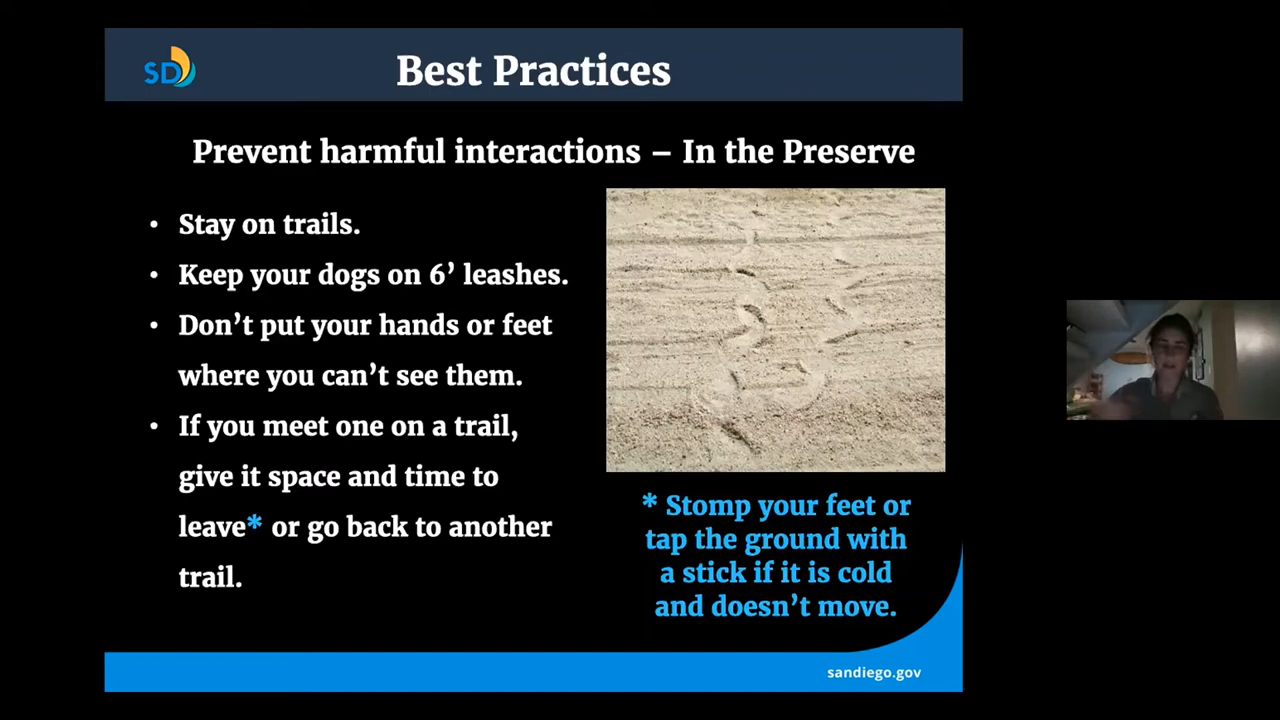 SD
Best Practices
Prevent harmful interactions – In the Preserve
• Stay on trails.
• Keep your dogs on 6’ leashes.
• Don’t put your hands or feet
where you can’t see them.
• If you meet one on a trail,
give it space and time to
leave* or go back to another
trail.
* Stomp your feet or
tap the ground with
a stick if it is cold
and doesn’t move.
sandiego.gov